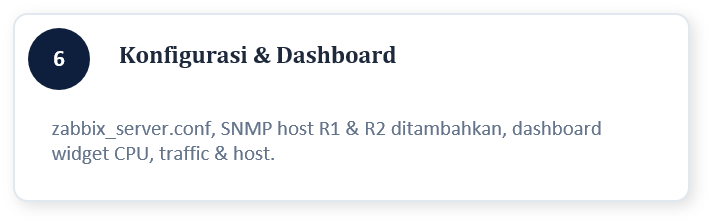 6
Konfigurasi & Dashboard
zabbix_server.conf, SNMP host R1 & R2 ditambahkan, dashboard
widget CPU, traffic & host.